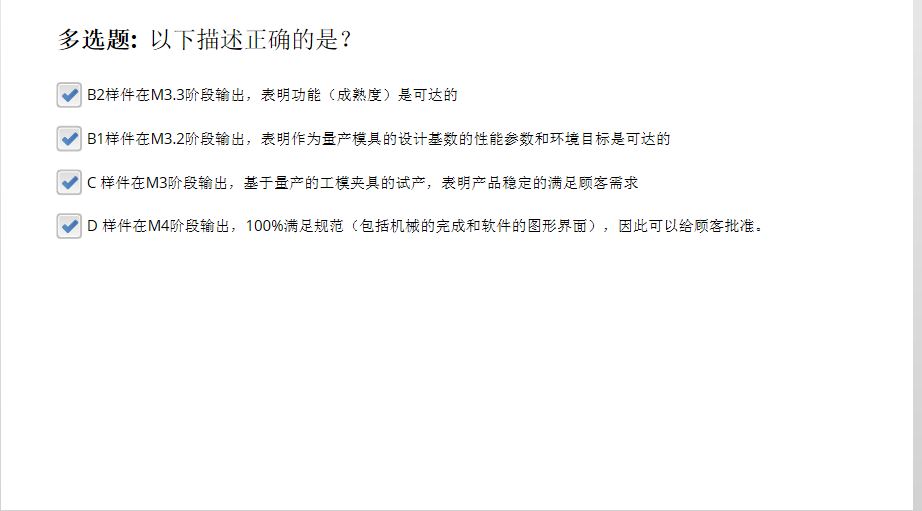 多选题: 以下描述正确的是?
B2样件在M3.3阶段输出，表明功能（成熟度）是可达的
B1样件在M3.2阶段输出，表明作为量产模具的设计基数的性能参数和环境目标是可达的
C 样件在M3阶段输出，基于量产的工模夹具的试产，表明产品稳定的满足顾客需求
D 样件在M4阶段输出，100%满足规范（包括机械的完成和软件的图形界面），因此可以给顾客批准。